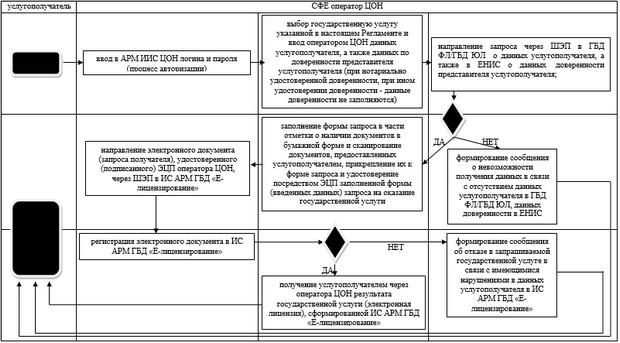 услугополучатель
СФЕ оператор ЦОН
ввод в АРМ ИИС ЦОН логина и пароля
(процесс авторизации)
выбор государственную услугу
указанной в настоящем Регламенте и
ввод оператором ЦОН данных
услугополучателя, а также данных по
доверенности представителя
услугополучателя (при нотариально
удостоверенной доверенности, при ином
удостоверении доверенности - данные
доверенности не заполняются)
направление запроса через ШЭП в ГБД
ФЛ/ГБД ЮЛ о данных услугополучателя, а
также в ЕНИС о данных доверенности
представителя услугополучателя;
ДА
НЕТ
направление электронного документа
(запроса получателя), удостоверенного
(подписанного) ЭЦП оператора ЦОН,
через ШЭП в ИС АРМ ГБД «Е-
лицензирование»
заполнение формы запроса в части
отметки о наличии документов в
бумажной форме и сканирование
документов, предоставленных
услугополучателем, прикрепление их к
форме запроса и удостоверение
посредством ЭЦП заполненной формы
(введенных данных) запроса на оказание
государственной услуги
формирование сообщения
о невозможности
получения данных в связи
с отсутствием данных
услугополучателя в ГБД
ФЛ/ГБД ЮЛ, данных
доверенности в ЕНИС
регистрация электронного документа в ИС
АРМ ГБД «Е-лицензирование»
НЕТ
ДА
формирование сообщения
об отказе в запрашиваемой
государственной услуге в
связи с имеющимися
нарушениями в данных
услугополучателя в ИС
АРМ ГБД «Е-
лицензирование»
получение услугополучателем через
оператора ЦОН результата
государственной услуги (электронная
лицензия), сформированной ИС АРМ ГБД
«Е-лицензирование»